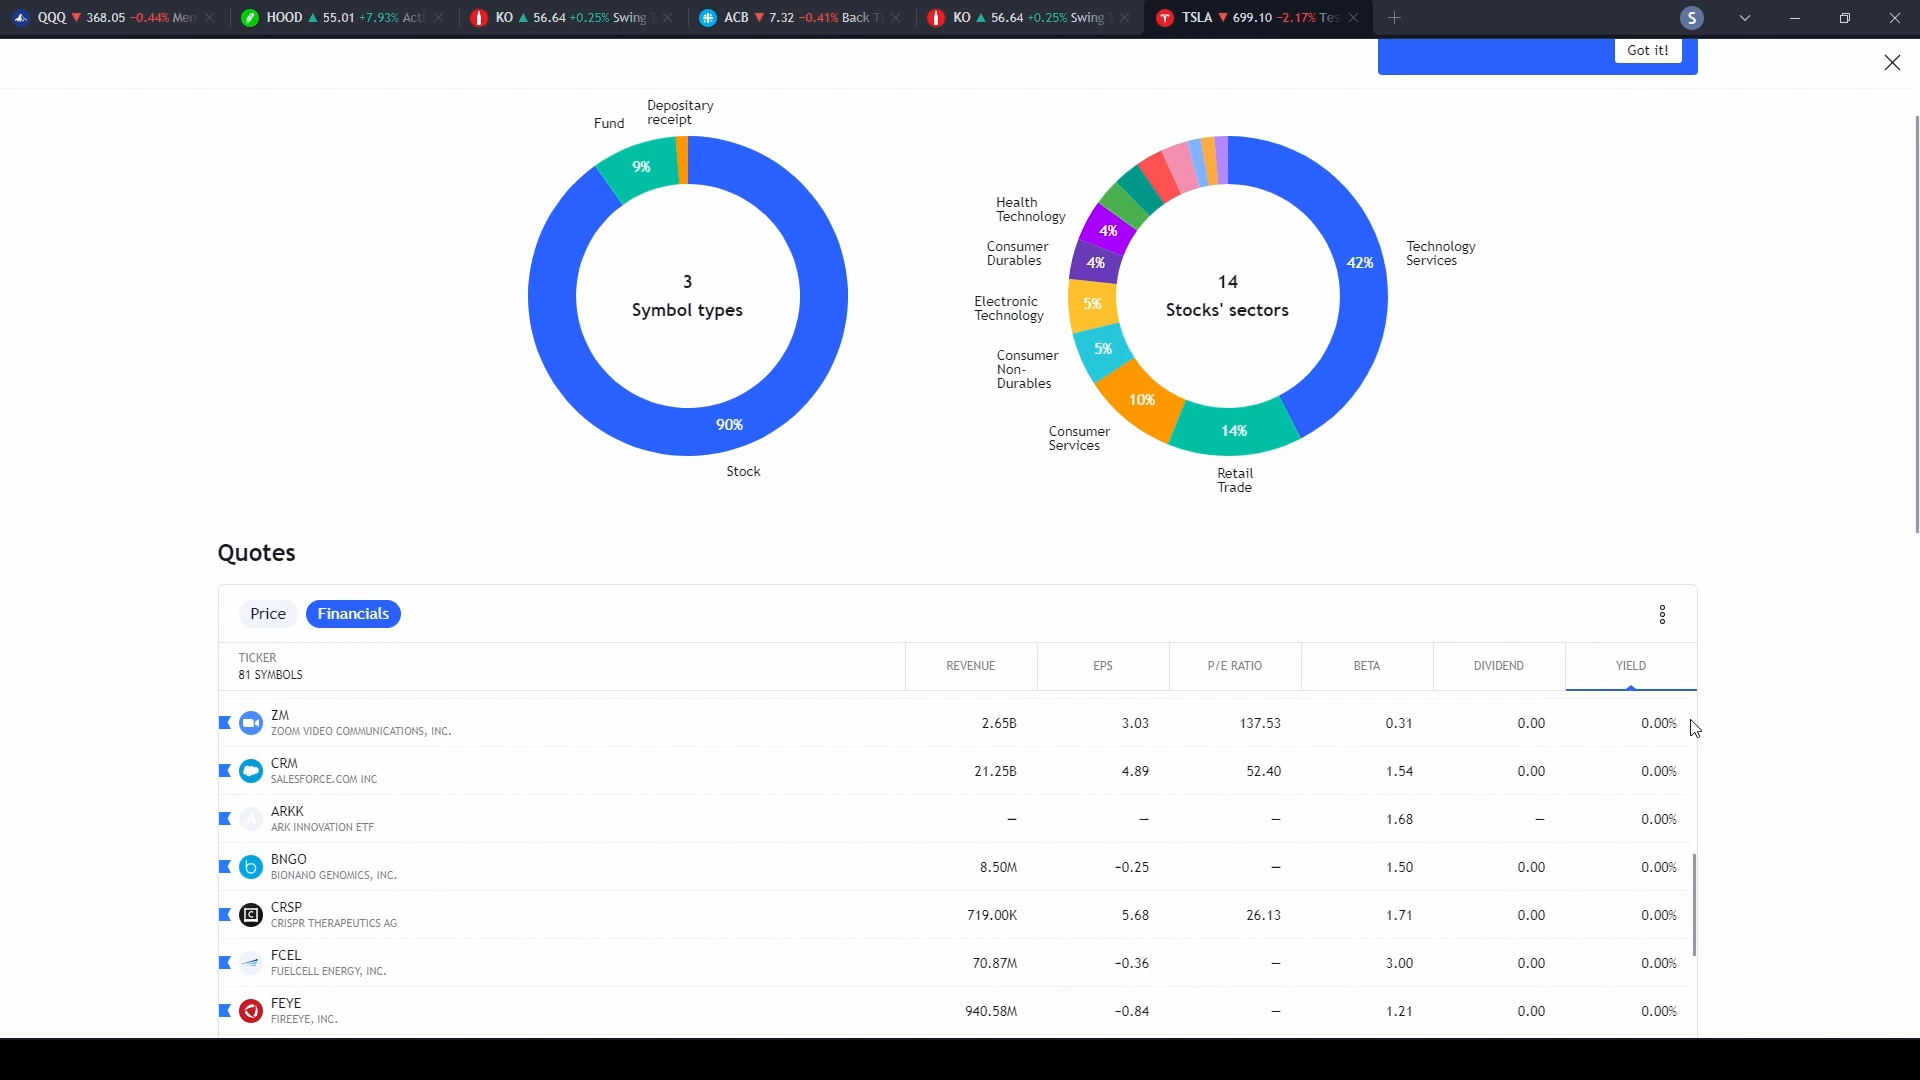 QQQ ▼ 368.05 −0.44% Men
HOOD ▲ 55.01 +7.93% Acti
KO ▲ 56.64 +0.25% Swing T
ACB ▼ 7.32 −0.41% Back T
KO ▲ 56.64 +0.25% Swing T
TSLA ▼ 699.10 −2.17% Tes
S
Got it!
Fund
Depositary
receipt
9%
3
Symbol types
90%
Stock
Health
Technology
Consumer
Durables
Electronic
Technology
Consumer
Non-
Durables
Consumer
Services
4%
4%
5%
5%
10%
14%
42%
14
Stocks' sectors
Technology
Services
Retail
Trade
Quotes
Price Financials
TICKER
81 SYMBOLS
REVENUE EPS P/E RATIO BETA DIVIDEND YIELD
ZM
ZOOM VIDEO COMMUNICATIONS, INC.
2.65B 3.03 137.53 0.31 0.00 0.00%
CRM
SALESFORCE.COM INC
21.25B 4.89 52.40 1.54 0.00 0.00%
A
ARKK
ARK INNOVATION ETF
— — — 1.68 — 0.00%
b
BNGO
BIONANO GENOMICS, INC.
8.50M −0.25 — 1.50 0.00 0.00%
CRSP
CRISPR THERAPEUTICS AG
719.00K 5.68 26.13 1.71 0.00 0.00%
FCEL
FUELCELL ENERGY, INC.
70.87M −0.36 — 3.00 0.00 0.00%
FEYE
FIREEYE, INC.
940.58M −0.84 — 1.21 0.00 0.00%